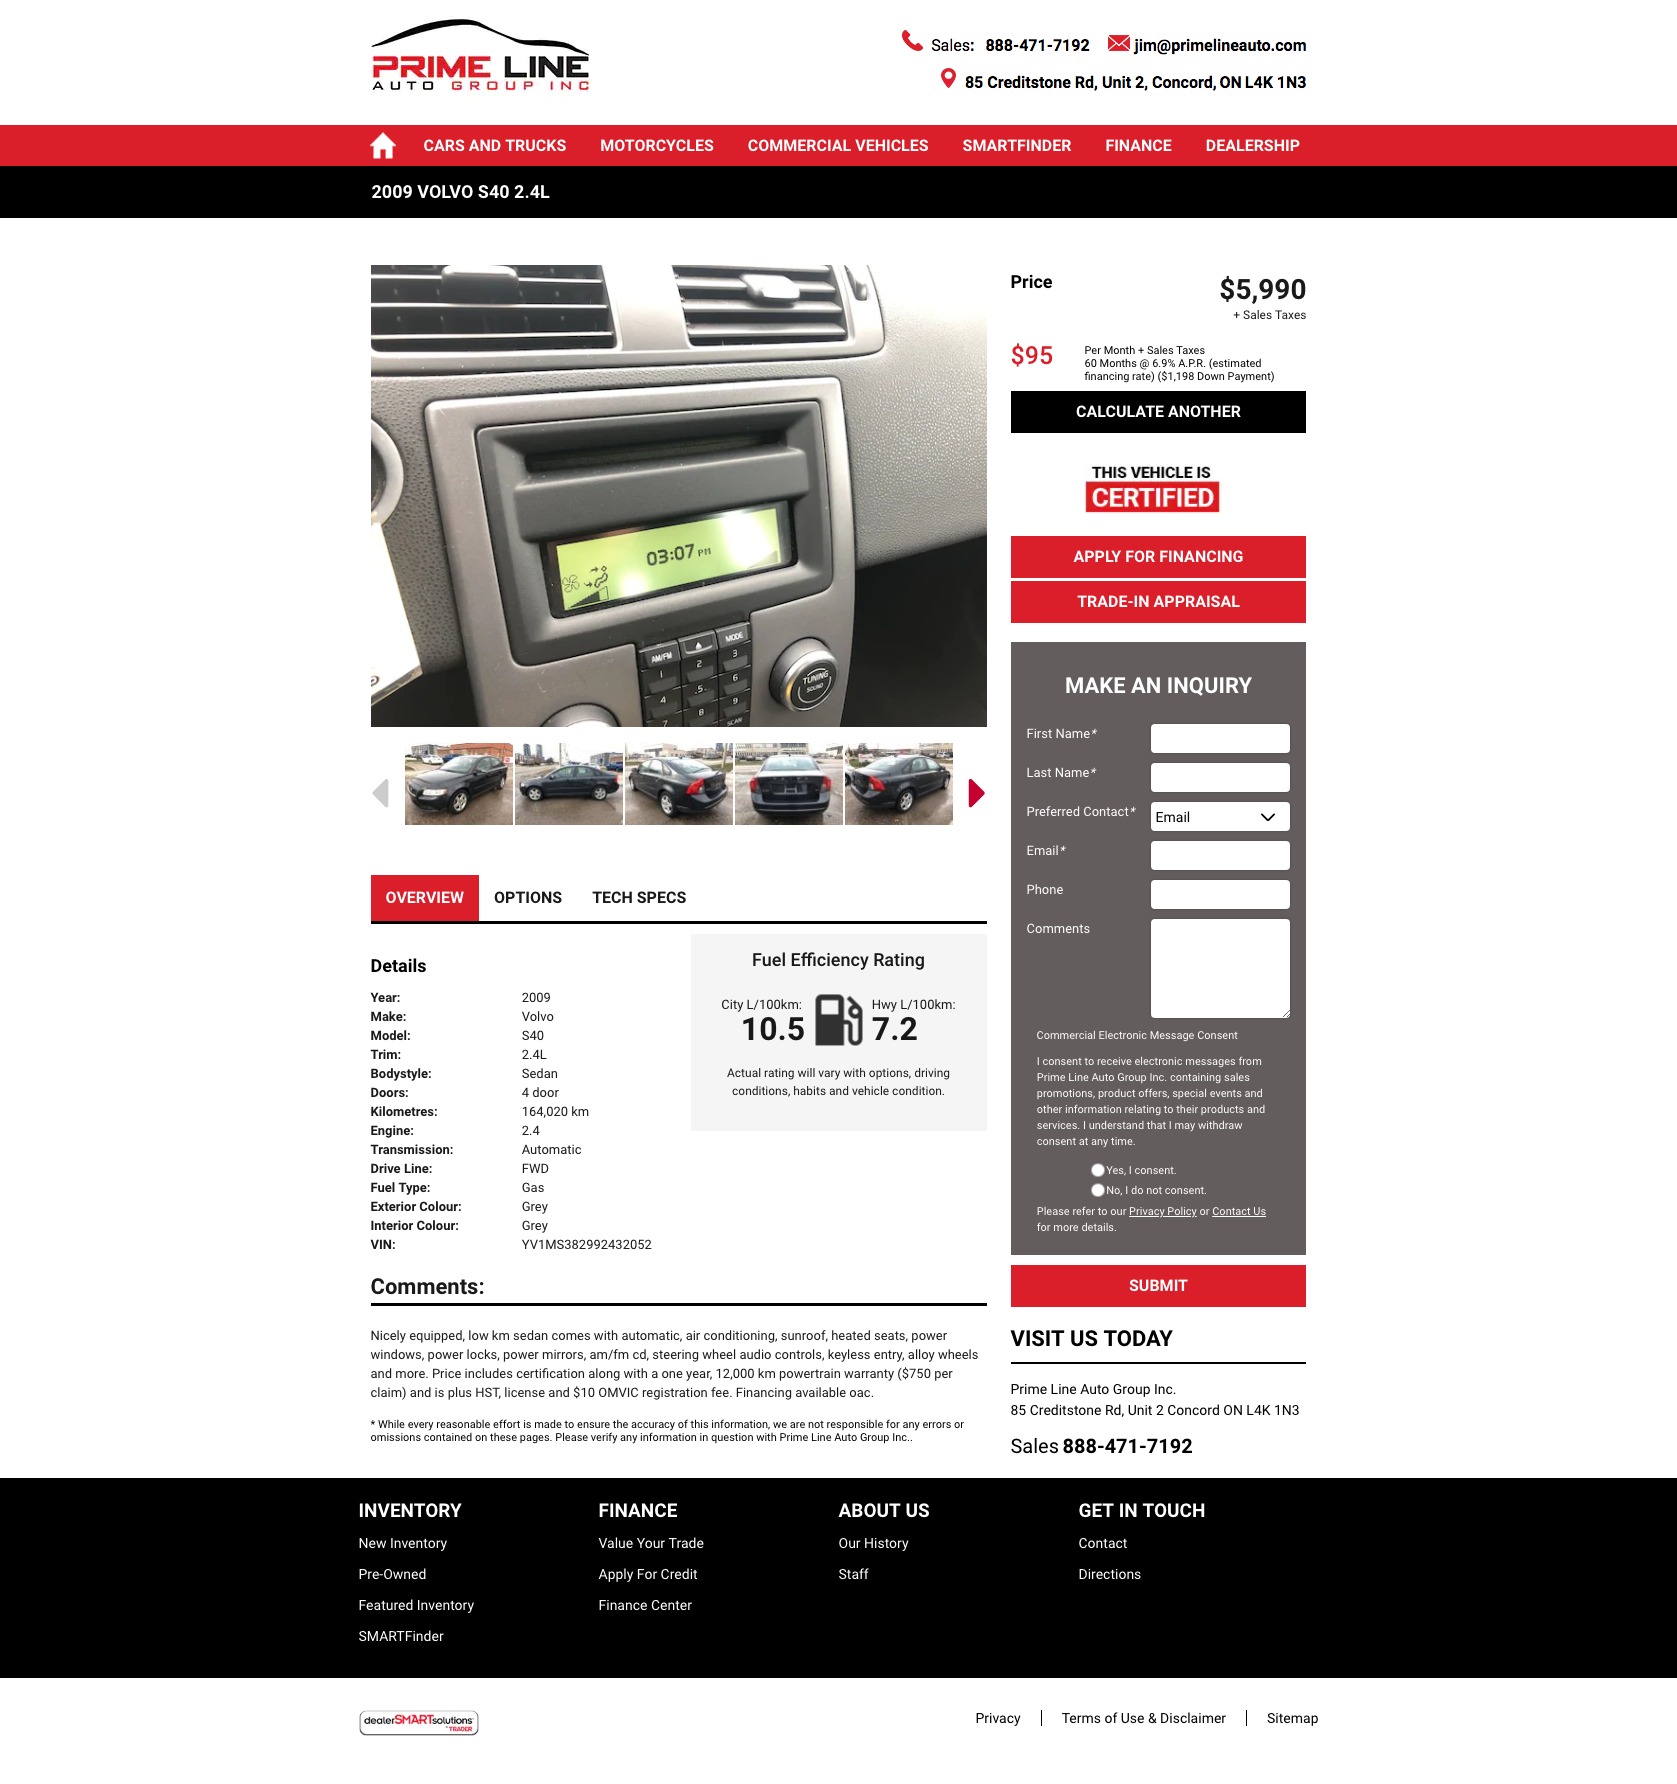 PRIME LINE
AUTO GROUP INC
Sales: 888-471-7192 jim@primelineauto.com
85 Creditstone Rd, Unit 2, Concord, ON L4K 1N3
CARS AND TRUCKS MOTORCYCLES COMMERCIAL VEHICLES SMARTFINDER FINANCE DEALERSHIP
2009 VOLVO S40 2.4L
03:07 PM
AM/FM MODE
1 2 3
4 5 6
7 8 9
SCAN
TUNING
SOUND
Price $5,990
+ Sales Taxes
$95 Per Month + Sales Taxes
60 Months @ 6.9% A.P.R. (estimated
financing rate) ($1,198 Down Payment)
CALCULATE ANOTHER
THIS VEHICLE IS
CERTIFIED
APPLY FOR FINANCING
TRADE-IN APPRAISAL
MAKE AN INQUIRY
First Name*
Last Name*
Preferred Contact* Email
Email*
Phone
Comments
Commercial Electronic Message Consent
I consent to receive electronic messages from
Prime Line Auto Group Inc. containing sales
promotions, product offers, special events and
other information relating to their products and
services. I understand that I may withdraw
consent at any time.
Yes, I consent.
No, I do not consent.
Please refer to our Privacy Policy or Contact Us
for more details.
SUBMIT
VISIT US TODAY
Prime Line Auto Group Inc.
85 Creditstone Rd, Unit 2 Concord ON L4K 1N3
Sales 888-471-7192
OVERVIEW OPTIONS TECH SPECS
Details
Year: 2009
Make: Volvo
Model: S40
Trim: 2.4L
Bodystyle: Sedan
Doors: 4 door
Kilometres: 164,020 km
Engine: 2.4
Transmission: Automatic
Drive Line: FWD
Fuel Type: Gas
Exterior Colour: Grey
Interior Colour: Grey
VIN: YV1MS382992432052
Fuel Efficiency Rating
City L/100km: Hwy L/100km:
10.5 7.2
Actual rating will vary with options, driving
conditions, habits and vehicle condition.
Comments:
Nicely equipped, low km sedan comes with automatic, air conditioning, sunroof, heated seats, power
windows, power locks, power mirrors, am/fm cd, steering wheel audio controls, keyless entry, alloy wheels
and more. Price includes certification along with a one year, 12,000 km powertrain warranty ($750 per
claim) and is plus HST, license and $10 OMVIC registration fee. Financing available oac.
* While every reasonable effort is made to ensure the accuracy of this information, we are not responsible for any errors or
omissions contained on these pages. Please verify any information in question with Prime Line Auto Group Inc..
INVENTORY FINANCE ABOUT US GET IN TOUCH
New Inventory Value Your Trade Our History Contact
Pre-Owned Apply For Credit Staff Directions
Featured Inventory Finance Center
SMARTFinder
dealerSMARTsolutions
TRADER
Privacy Terms of Use & Disclaimer Sitemap